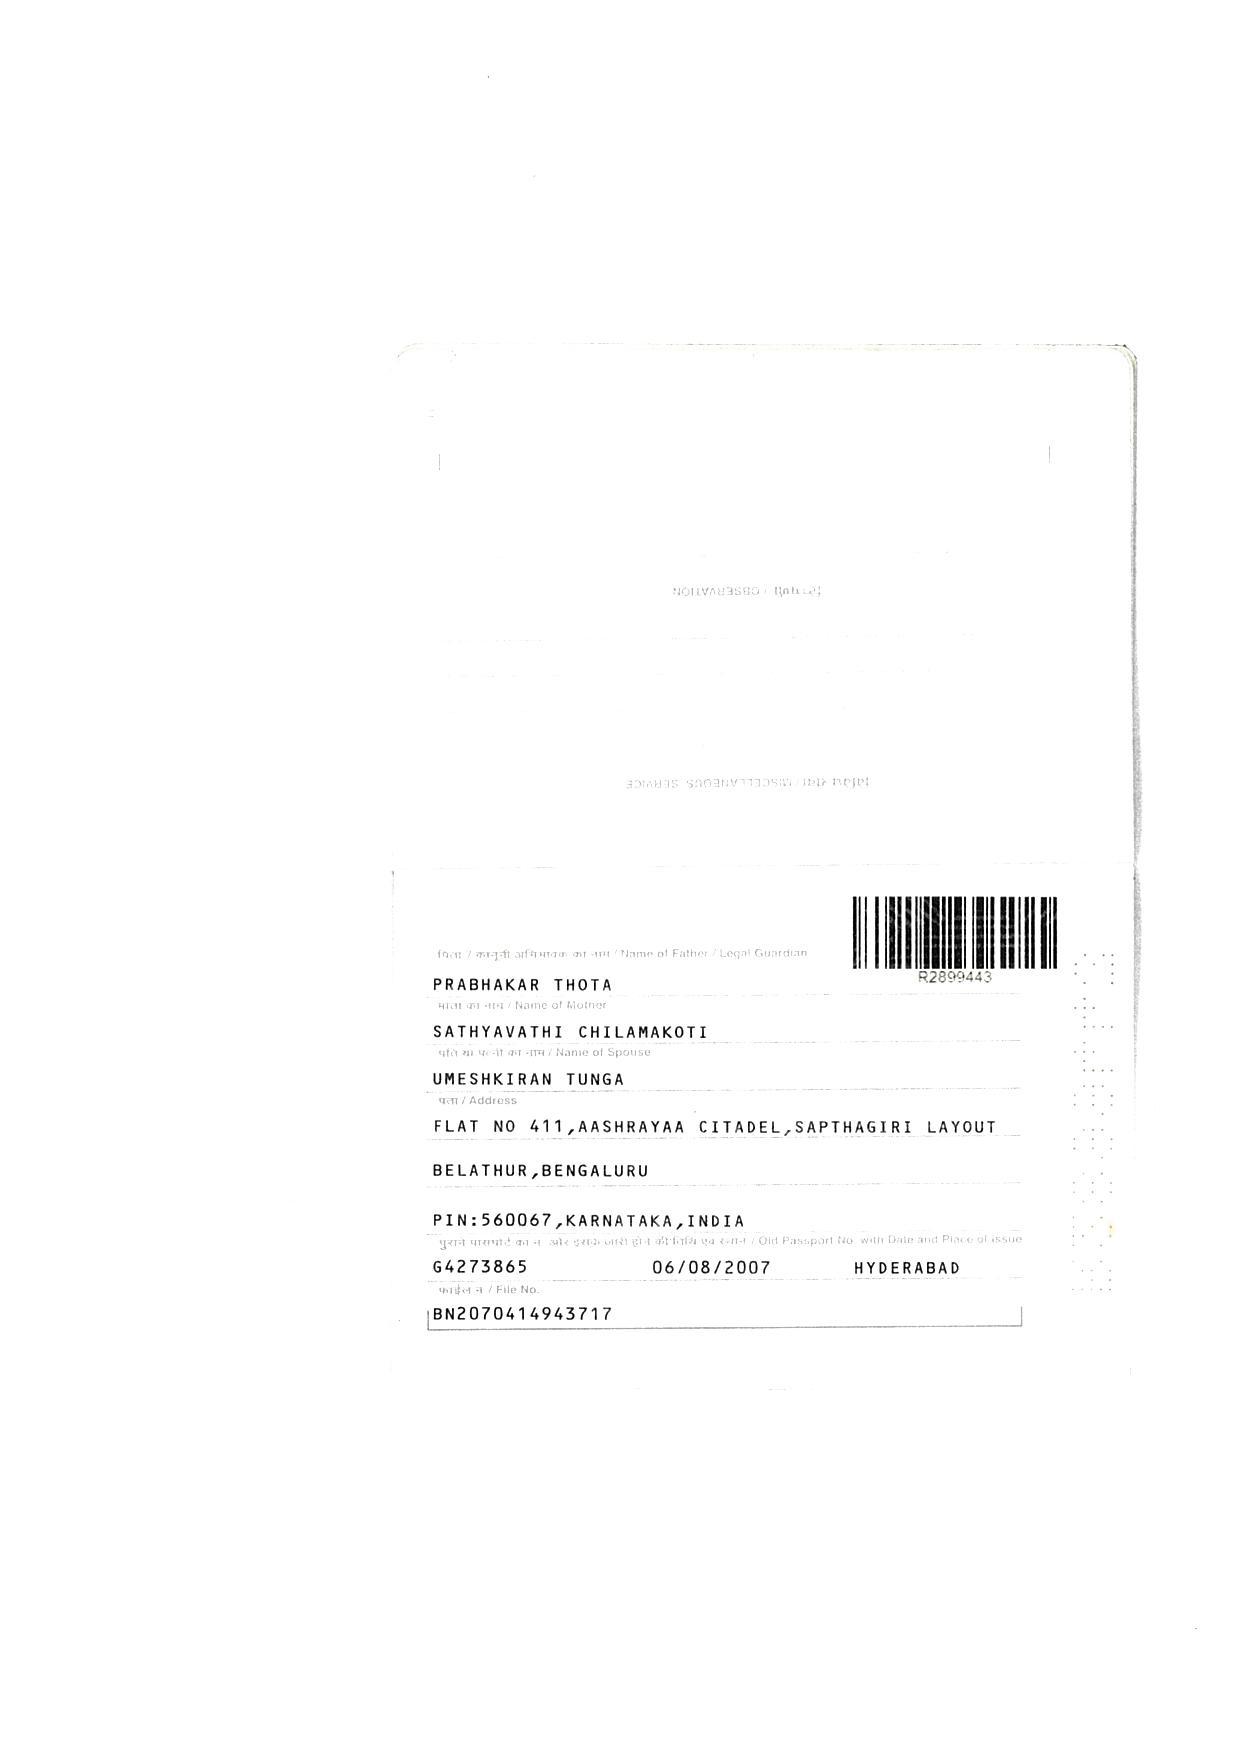 OBSERVATION
MISCELLANEOUS SERVICE
R2899443
पिता / कानूनी अभिभावक का नाम / Name of Father / Legal Guardian
PRABHAKAR THOTA
माता का नाम / Name of Mother
SATHYAVATHI CHILAMAKOTI
पति या पत्नी का नाम / Name of Spouse
UMESHKIRAN TUNGA
पता / Address
FLAT NO 411,AASHRAYAA CITADEL,SAPTHAGIRI LAYOUT
BELATHUR,BENGALURU
PIN:560067,KARNATAKA,INDIA
पुराने पासपोर्ट का नं. और इसके जारी होने की तिथि एवं स्थान / Old Passport No. with Date and Place of issue
G4273865 06/08/2007 HYDERABAD
फाईल नं / File No.
BN2070414943717